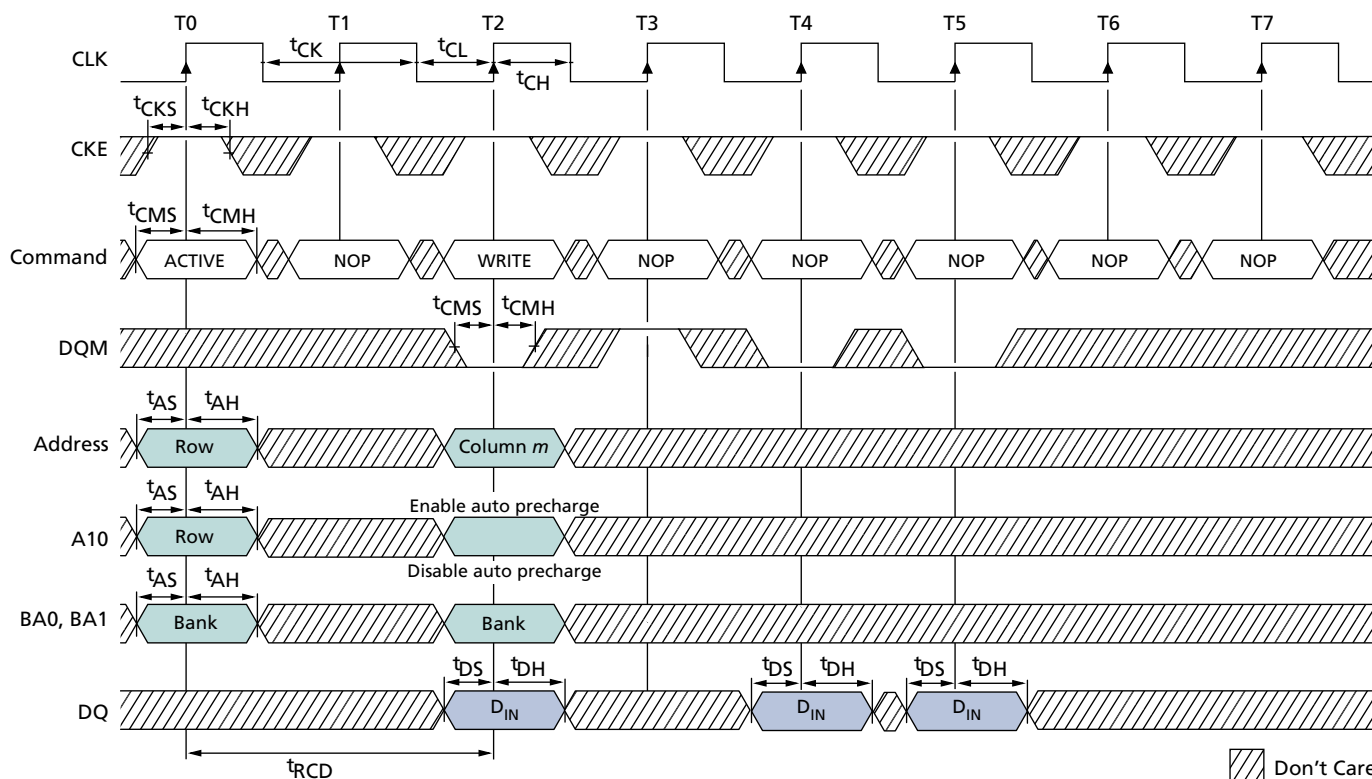 T0 T1 T2 T3 T4 T5 T6 T7
CLK
tCK tCL
tCH
tCKS tCKH
CKE
tCMS tCMH
Command ACTIVE NOP WRITE NOP NOP NOP NOP NOP
tCMS tCMH
DQM
tAS tAH
Address Row Column m
tAS tAH Enable auto precharge
A10 Row
Disable auto precharge
tAS tAH
BA0, BA1 Bank Bank
tDS tDH tDS tDH tDS tDH
DQ DIN DIN DIN
tRCD
Don't Care